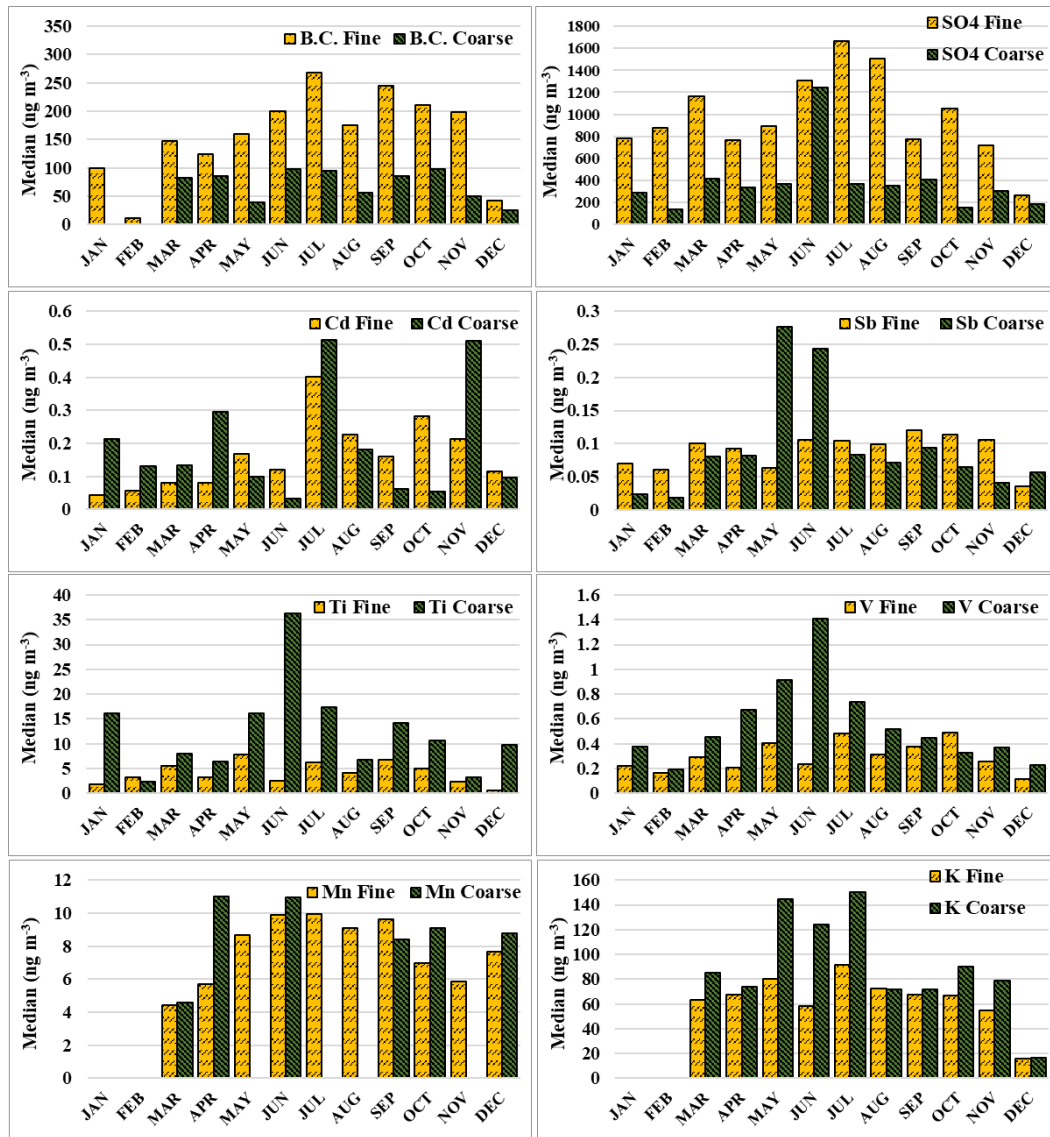 B.C. Fine B.C. Coarse
Median (ng m-3)
350
300
250
200
150
100
50
0
JAN FEB MAR APR MAY JUN JUL AUG SEP OCT NOV DEC
SO4 Fine
SO4 Coarse
Median (ng m-3)
1800
1600
1400
1200
1000
800
600
400
200
0
JAN FEB MAR APR MAY JUN JUL AUG SEP OCT NOV DEC
Cd Fine Cd Coarse
Median (ng m-3)
0.6
0.5
0.4
0.3
0.2
0.1
0
JAN FEB MAR APR MAY JUN JUL AUG SEP OCT NOV DEC
Sb Fine Sb Coarse
Median (ng m-3)
0.3
0.25
0.2
0.15
0.1
0.05
0
JAN FEB MAR APR MAY JUN JUL AUG SEP OCT NOV DEC
Ti Fine Ti Coarse
Median (ng m-3)
40
35
30
25
20
15
10
5
0
JAN FEB MAR APR MAY JUN JUL AUG SEP OCT NOV DEC
V Fine V Coarse
Median (ng m-3)
1.6
1.4
1.2
1
0.8
0.6
0.4
0.2
0
JAN FEB MAR APR MAY JUN JUL AUG SEP OCT NOV DEC
Mn Fine Mn Coarse
Median (ng m-3)
12
10
8
6
4
2
0
JAN FEB MAR APR MAY JUN JUL AUG SEP OCT NOV DEC
K Fine
K Coarse
Median (ng m-3)
160
140
120
100
80
60
40
20
0
JAN FEB MAR APR MAY JUN JUL AUG SEP OCT NOV DEC